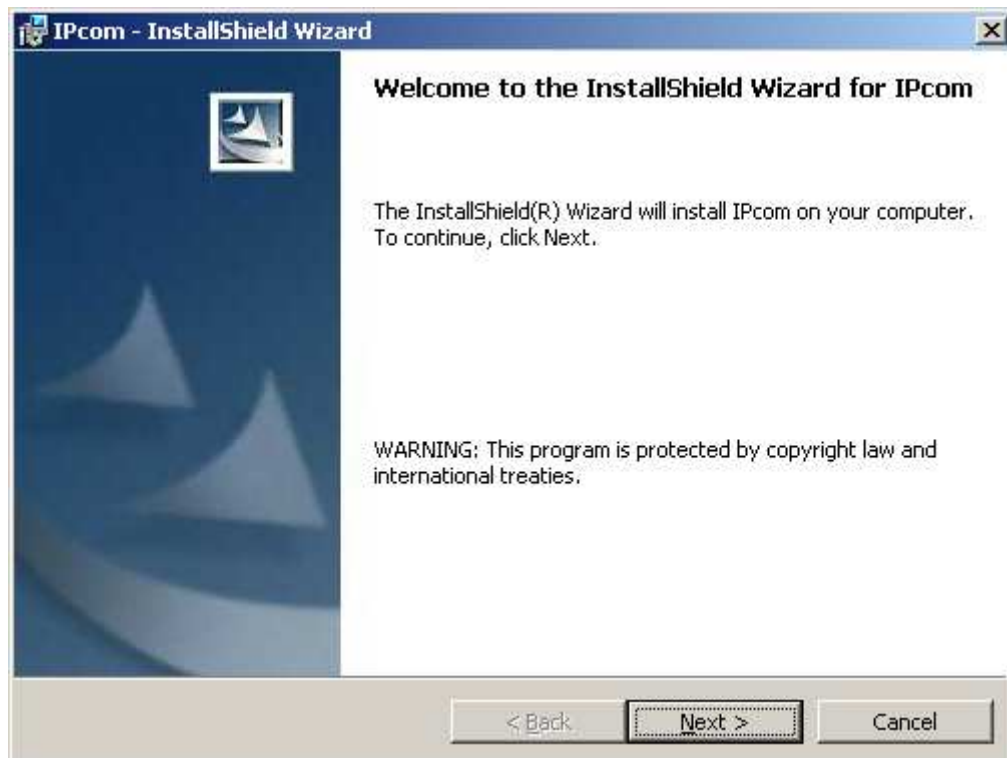 IPcom - InstallShield Wizard
Welcome to the InstallShield Wizard for IPcom
The InstallShield(R) Wizard will install IPcom on your computer.
To continue, click Next.
WARNING: This program is protected by copyright law and
international treaties.
< Back
Next >
Cancel